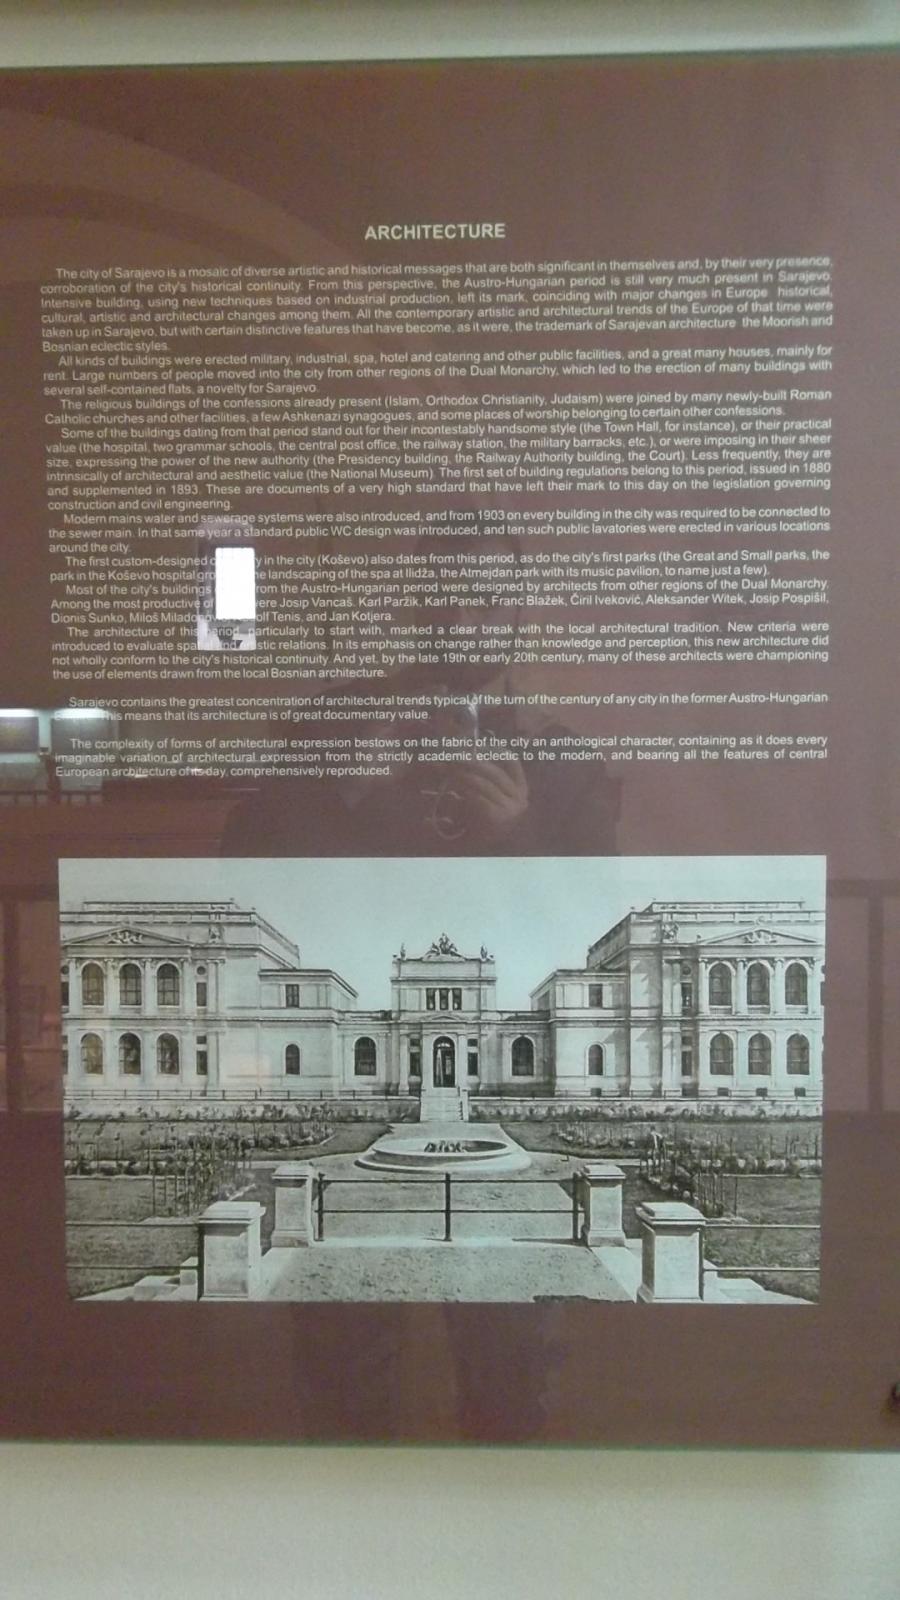 ARCHITECTURE
The city of Sarajevo is a mosaic of diverse artistic and historical messages that are both significant in themselves and, by their very presence,
corroboration of the city's historical continuity. From this perspective, the Austro-Hungarian period is still very much present in Sarajevo.
Intensive building, using new techniques based on industrial production, left its mark, coinciding with major changes in Europe historical,
cultural, artistic and architectural changes among them. All the contemporary artistic and architectural trends of the Europe of that time were
taken up in Sarajevo, but with certain distinctive features that have become, as it were, the trademark of Sarajevan architecture the Moorish and
Bosnian eclectic styles.
All kinds of buildings were erected military, industrial, spa, hotel and catering and other public facilities, and a great many houses, mainly for
rent. Large numbers of people moved into the city from other regions of the Dual Monarchy, which led to the erection of many buildings with
several self-contained flats, a novelty for Sarajevo.
The religious buildings of the confessions already present (Islam, Orthodox Christianity, Judaism) were joined by many newly-built Roman
Catholic churches and other facilities, a few Ashkenazi synagogues, and some places of worship belonging to certain other confessions.
Some of the buildings dating from that period stand out for their incontestably handsome style (the Town Hall, for instance), or their practical
value (the hospital, two grammar schools, the central post office, the railway station, the military barracks, etc.), or were imposing in their sheer
size, expressing the power of the new authority (the Presidency building, the Railway Authority building, the Court). Less frequently, they are
intrinsically of architectural and aesthetic value (the National Museum). The first set of building regulations belong to this period, issued in 1880
and supplemented in 1893. These are documents of a very high standard that have left their mark to this day on the legislation governing
construction and civil engineering.
Modern mains water and sewerage systems were also introduced, and from 1903 on every building in the city was required to be connected to
the sewer main. In that same year a standard public WC design was introduced, and ten such public lavatories were erected in various locations
around the city.
The first custom-designed in the city (Koševo) also dates from this period, as do the city's first parks (the Great and Small parks, the
park in the Koševo hospital landscaping of the spa at Ilidža, the Atmejdan park with its music pavilion, to name just a few).
Most of the city's buildings from the Austro-Hungarian period were designed by architects from other regions of the Dual Monarchy.
Among the most productive of were Josip Vancaš. Karl Paržik, Karl Panek, Franc Blažek, Ćiril Iveković, Aleksander Witek, Josip Pospišil,
Dionis Sunko, Miloš Tenis, and Jan Kotjera.
The architecture of this period, particularly to start with, marked a clear break with the local architectural tradition. New criteria were
introduced to evaluate relations. In its emphasis on change rather than knowledge and perception, this new architecture did
not wholly conform to the city's historical continuity. And yet, by the late 19th or early 20th century, many of these architects were championing
the use of elements drawn from the local Bosnian architecture.
Sarajevo contains the greatest concentration of architectural trends typical of the turn of the century of any city in the former Austro-Hungarian
This means that its architecture is of great documentary value.
The complexity of forms of architectural expression bestows on the fabric of the city an anthological character, containing as it does every
imaginable variation of architectural expression from the strictly academic eclectic to the modern, and bearing all the features of central
European architecture of its day, comprehensively reproduced.